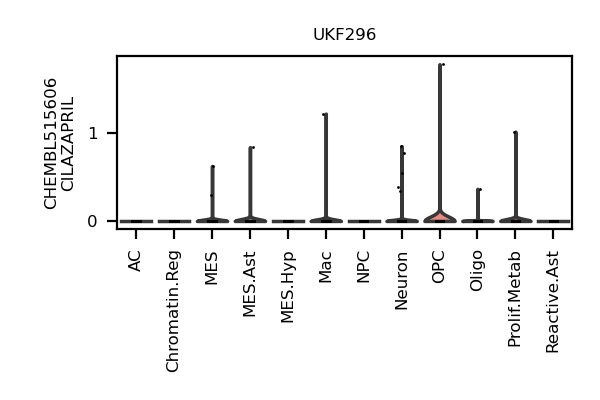 UKF296
CHEMBL515606
CILAZAPRIL
1
0
AC
Chromatin.Reg
MES
MES.Ast
MES.Hyp
Mac
NPC
Neuron
OPC
Oligo
Prolif.Metab
Reactive.Ast